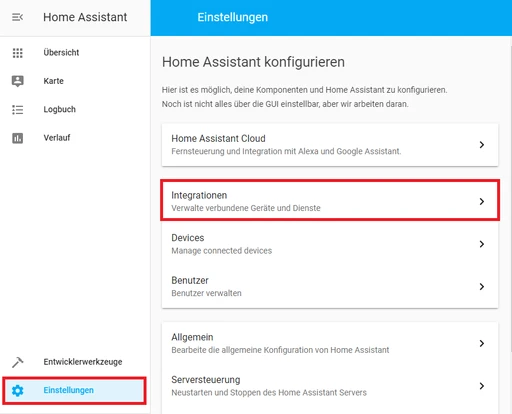 Home Assistant
Übersicht
Karte
Logbuch
Verlauf
Entwicklerwerkzeuge
Einstellungen
Einstellungen
Home Assistant konfigurieren
Hier ist es möglich, deine Komponenten und Home Assistant zu konfigurieren.
Noch ist nicht alles über die GUI einstellbar, aber wir arbeiten daran.
Home Assistant Cloud
Fernsteuerung und Integration mit Alexa und Google Assistant.
Integrationen
Verwalte verbundene Geräte und Dienste
Devices
Manage connected devices
Benutzer
Benutzer verwalten
Allgemein
Bearbeite die allgemeine Konfiguration von Home Assistant
Serversteuerung
Neustarten und Stoppen des Home Assistant Servers